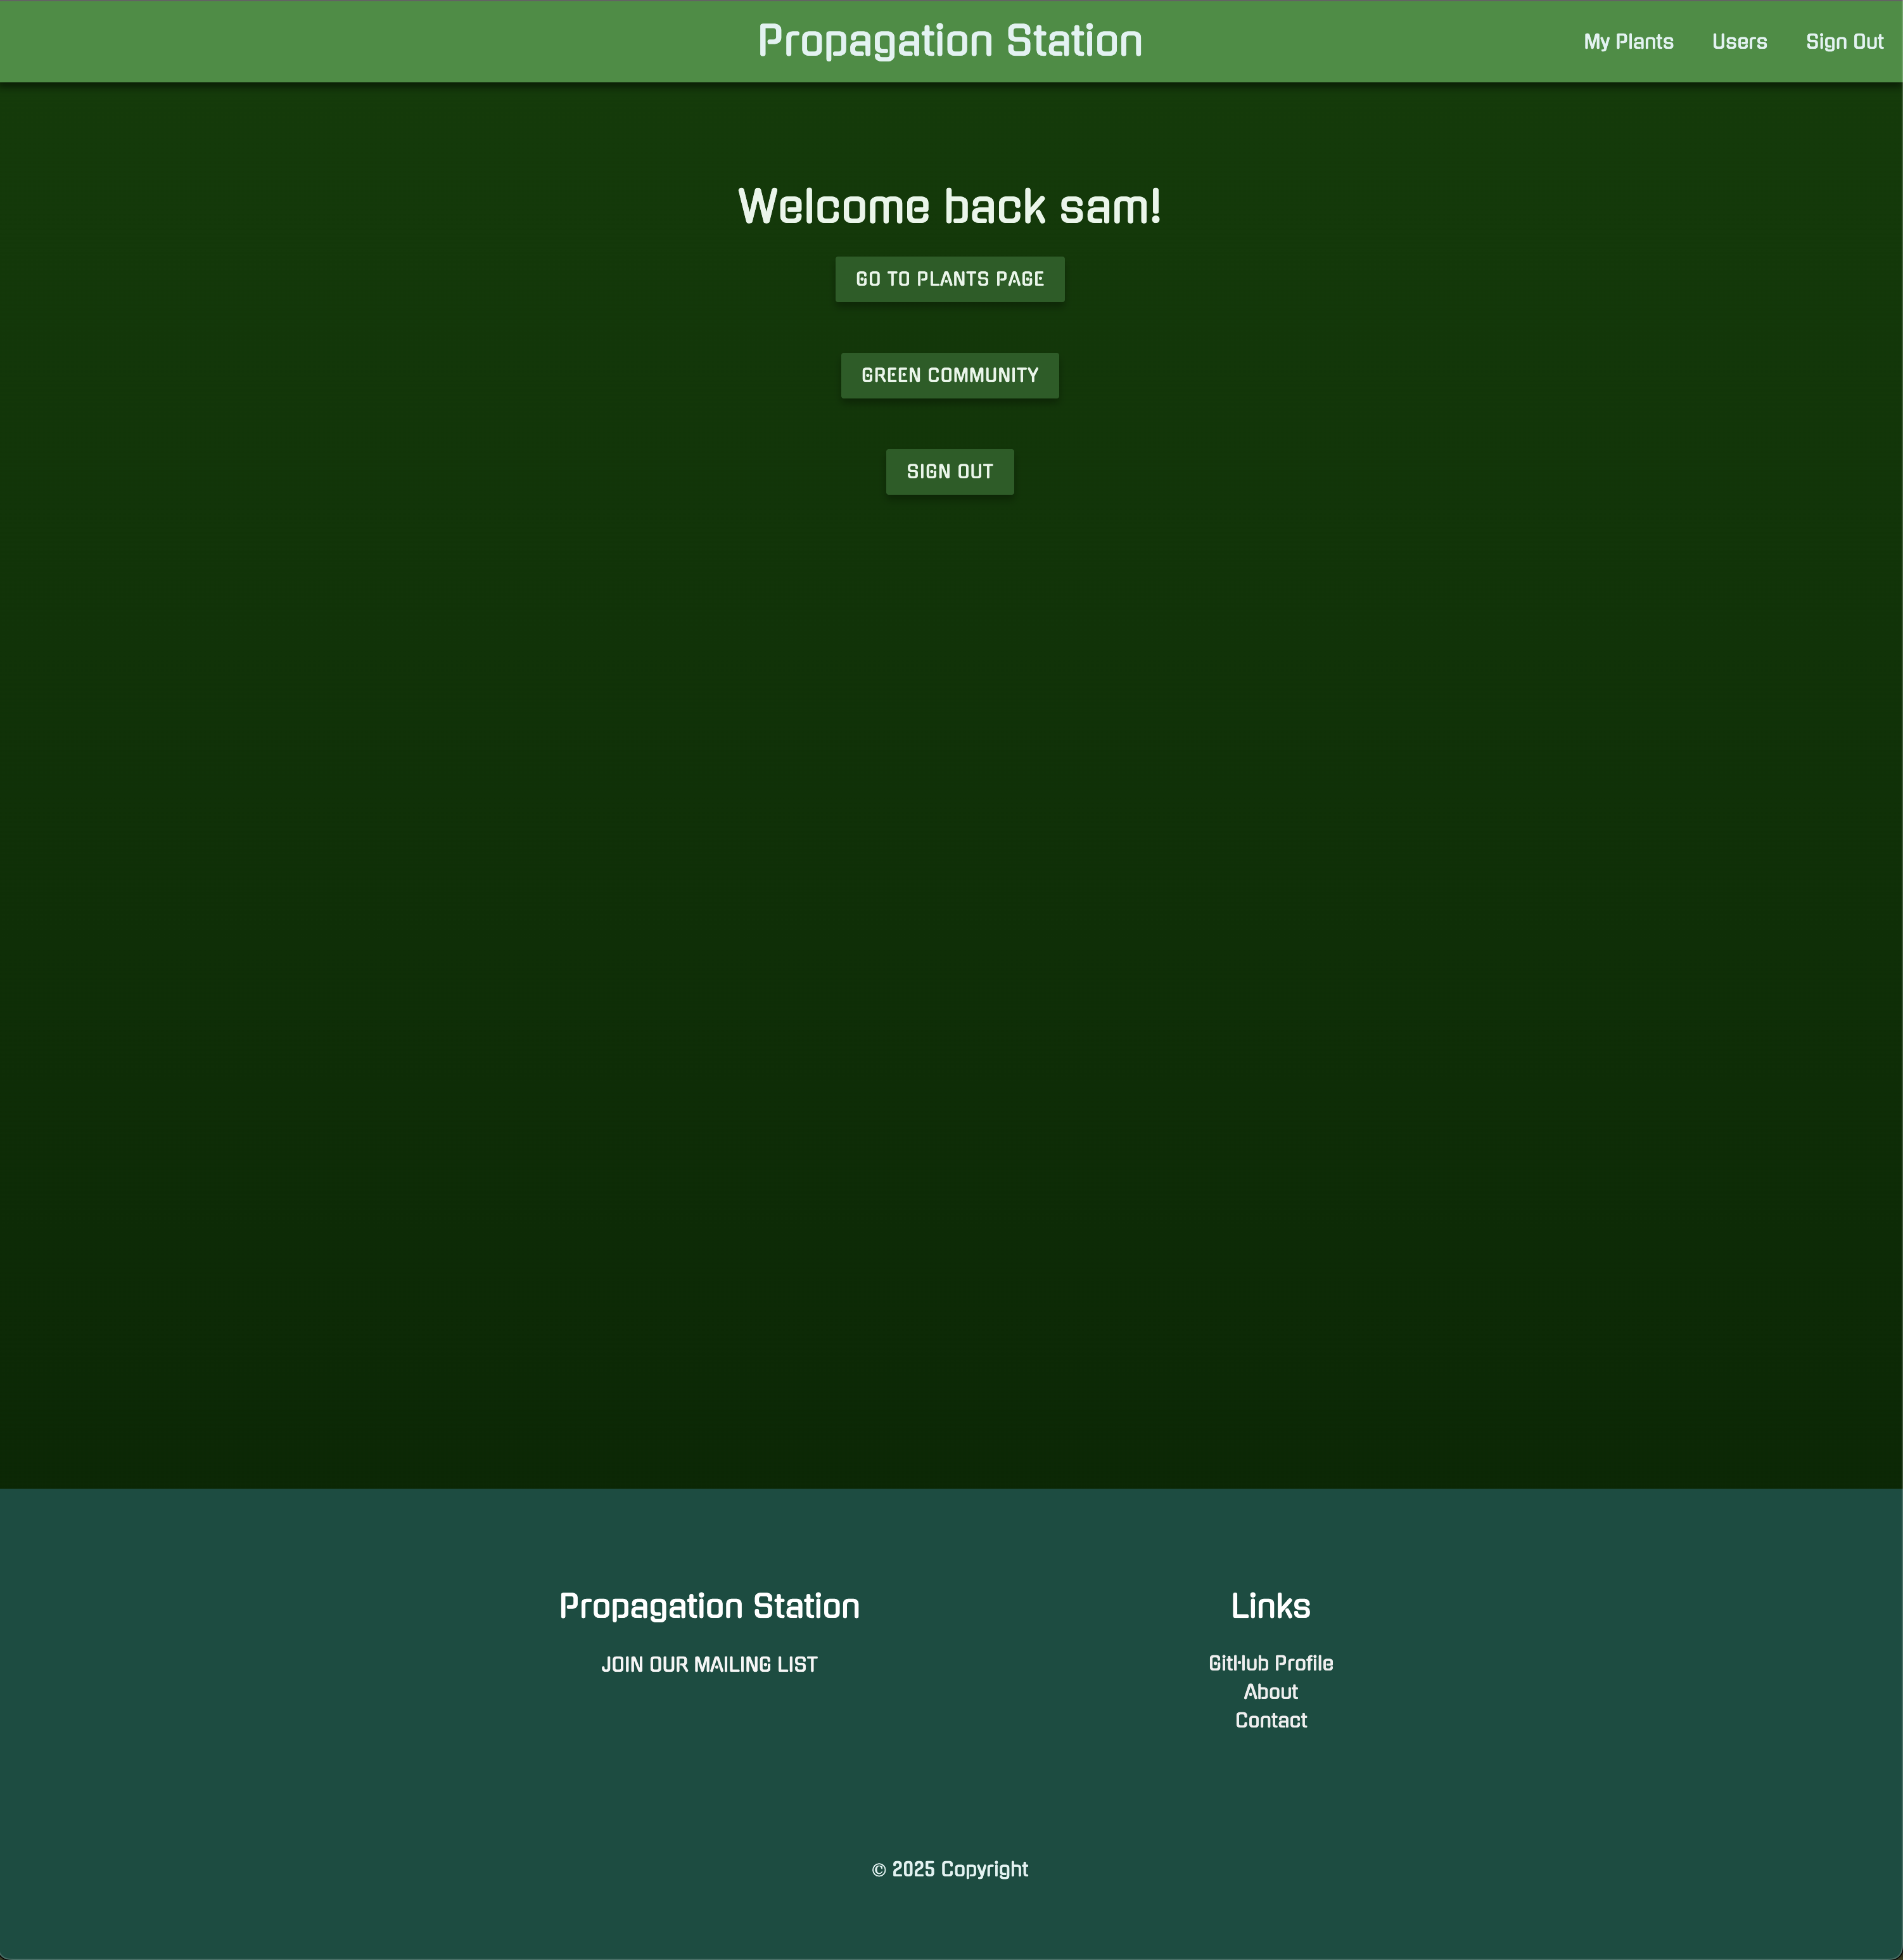 Propagation Station
My Plants Users Sign Out
Welcome back sam!
GO TO PLANTS PAGE
GREEN COMMUNITY
SIGN OUT
Propagation Station
JOIN OUR MAILING LIST
Links
GitHub Profile
About
Contact
© 2025 Copyright